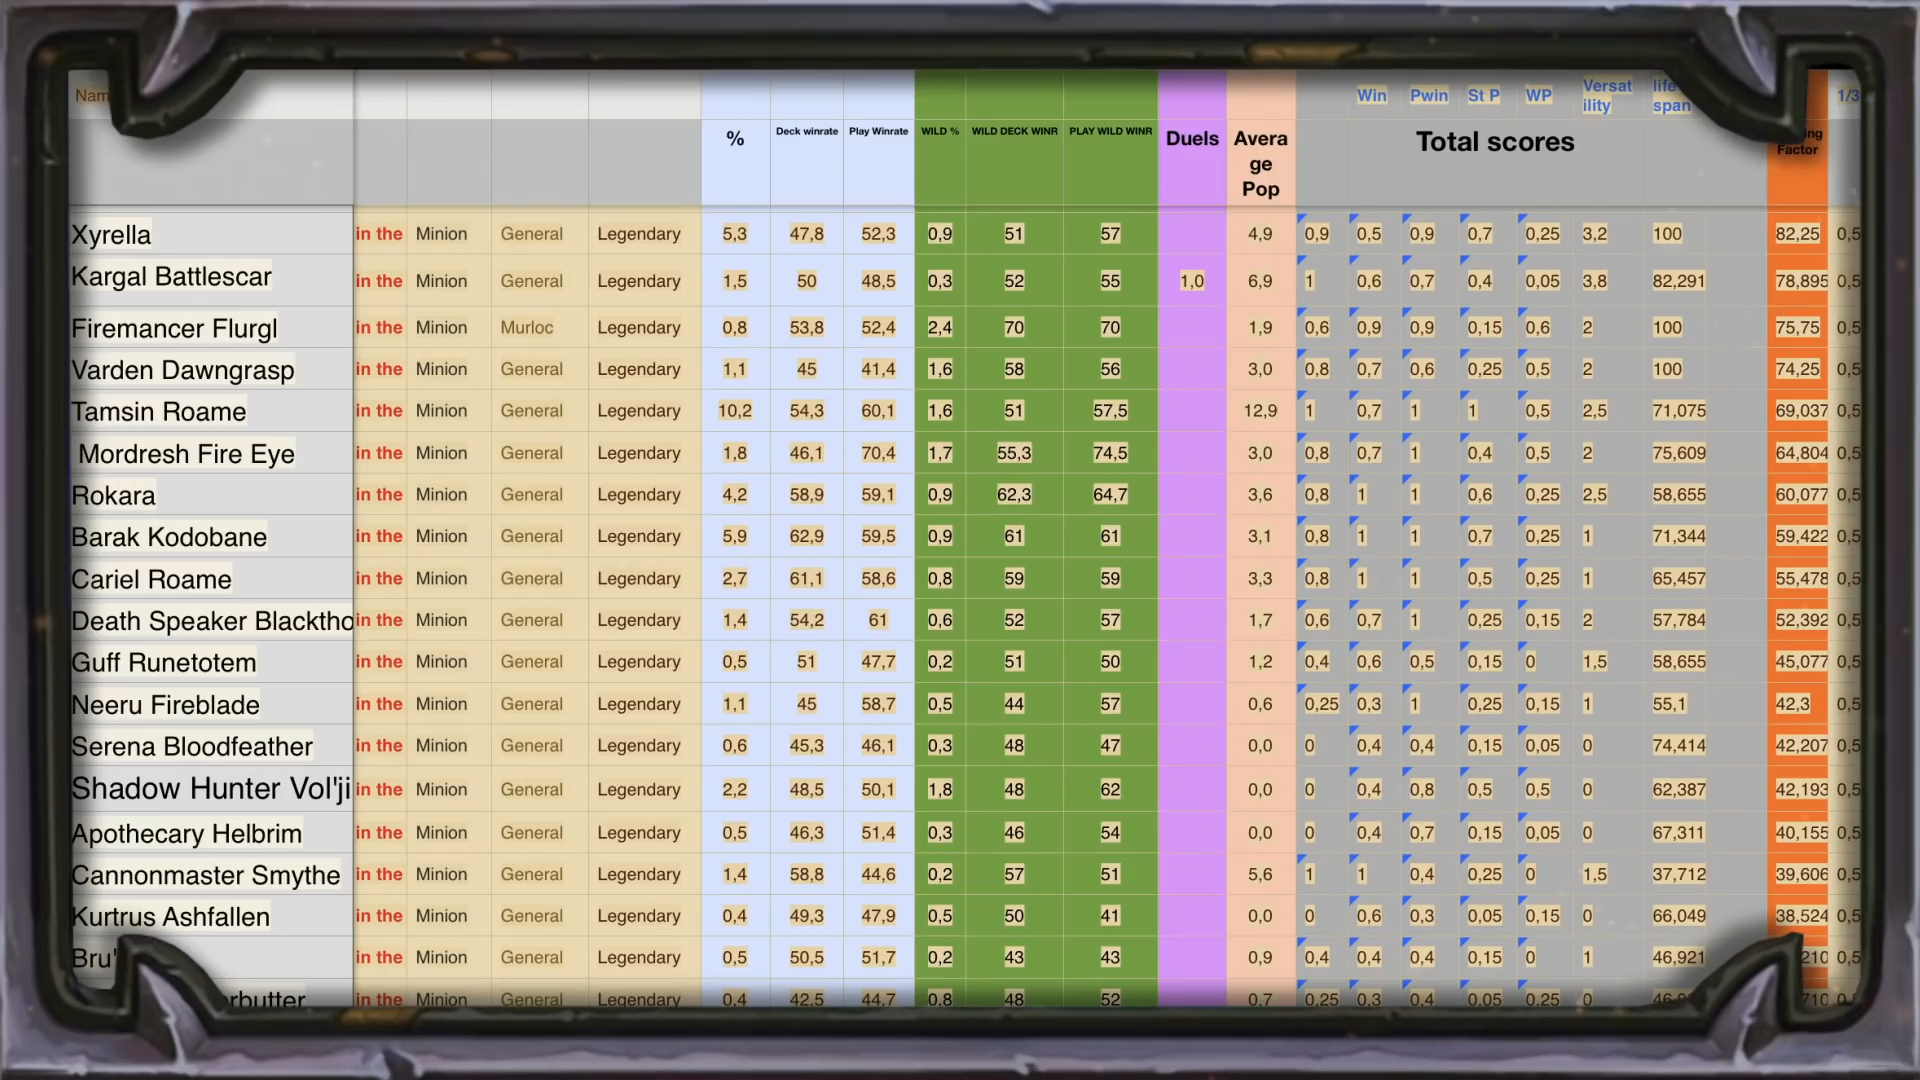 Win Pwin St P WP Versat ility life span 1/3
% Deck winrate Play Winrate WILD % WILD DECK WINR PLAY WILD WINR Duels Avera ge Pop Total scores Factor
Xyrella in the Minion General Legendary 5,3 47,8 52,3 0,9 51 57 4,9 0,9 0,5 0,9 0,7 0,25 3,2 100 82,25 0,5
Kargal Battlescar in the Minion General Legendary 1,5 50 48,5 0,3 52 55 1,0 6,9 1 0,6 0,7 0,4 0,05 3,8 82,291 78,895 0,5
Firemancer Flurgl in the Minion Murloc Legendary 0,8 53,8 52,4 2,4 70 70 1,9 0,6 0,9 0,9 0,15 0,6 2 100 75,75 0,5
Varden Dawngrasp in the Minion General Legendary 1,1 45 41,4 1,6 58 56 3,0 0,8 0,7 0,6 0,25 0,5 2 100 74,25 0,5
Tamsin Roame in the Minion General Legendary 10,2 54,3 60,1 1,6 51 57,5 12,9 1 0,7 1 1 0,5 2,5 71,075 69,037 0,5
Mordresh Fire Eye in the Minion General Legendary 1,8 46,1 70,4 1,7 55,3 74,5 3,0 0,8 0,7 1 0,4 0,5 2 75,609 64,804 0,5
Rokara in the Minion General Legendary 4,2 58,9 59,1 0,9 62,3 64,7 3,6 0,8 1 1 0,6 0,25 2,5 58,655 60,077 0,5
Barak Kodobane in the Minion General Legendary 5,9 62,9 59,5 0,9 61 61 3,1 0,8 1 1 0,7 0,25 1 71,344 59,422 0,5
Cariel Roame in the Minion General Legendary 2,7 61,1 58,6 0,8 59 59 3,3 0,8 1 1 0,5 0,25 1 65,457 55,478 0,5
Death Speaker Blacktho in the Minion General Legendary 1,4 54,2 61 0,6 52 57 1,7 0,6 0,7 1 0,25 0,15 2 57,784 52,392 0,5
Guff Runetotem in the Minion General Legendary 0,5 51 47,7 0,2 51 50 1,2 0,4 0,6 0,5 0,15 0 1,5 58,655 45,077 0,5
Neeru Fireblade in the Minion General Legendary 1,1 45 58,7 0,5 44 57 0,6 0,25 0,3 1 0,25 0,15 1 55,1 42,3 0,5
Serena Bloodfeather in the Minion General Legendary 0,6 45,3 46,1 0,3 48 47 0,0 0 0,4 0,4 0,15 0,05 0 74,414 42,207 0,5
Shadow Hunter Vol'ji in the Minion General Legendary 2,2 48,5 50,1 1,8 48 62 0,0 0 0,4 0,8 0,5 0,5 0 62,387 42,193 0,5
Apothecary Helbrim in the Minion General Legendary 0,5 46,3 51,4 0,3 46 54 0,0 0 0,4 0,7 0,15 0,05 0 67,311 40,155 0,5
Cannonmaster Smythe in the Minion General Legendary 1,4 58,8 44,6 0,2 57 51 5,6 1 1 0,4 0,25 0 1,5 37,712 39,606 0,5
Kurtrus Ashfallen in the Minion General Legendary 0,4 49,3 47,9 0,5 50 41 0,0 0 0,6 0,3 0,05 0,15 0 66,049 38,524 0,5
in the Minion General Legendary 0,5 50,5 51,7 0,2 43 43 0,9 0,4 0,4 0,4 0,15 0 1 46,921 0,5
in the Minion General Legendary 0,4 42,5 44,7 0,8 48 52 0,7 0,25 0,3 0,4 0,05 0,25 0